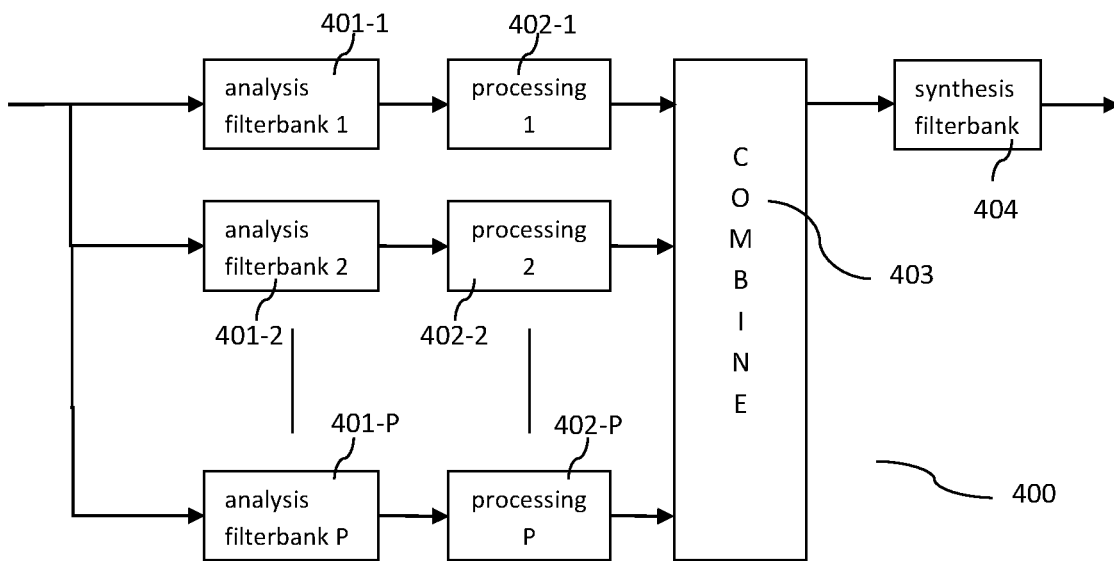 401-1
402-1
analysis
filterbank 1
processing
1
synthesis
filterbank
404
C
O
M
B
I
N
E
403
analysis
filterbank 2
processing
2
401-2
402-2
401-P
402-P
analysis
filterbank P
processing
P
400